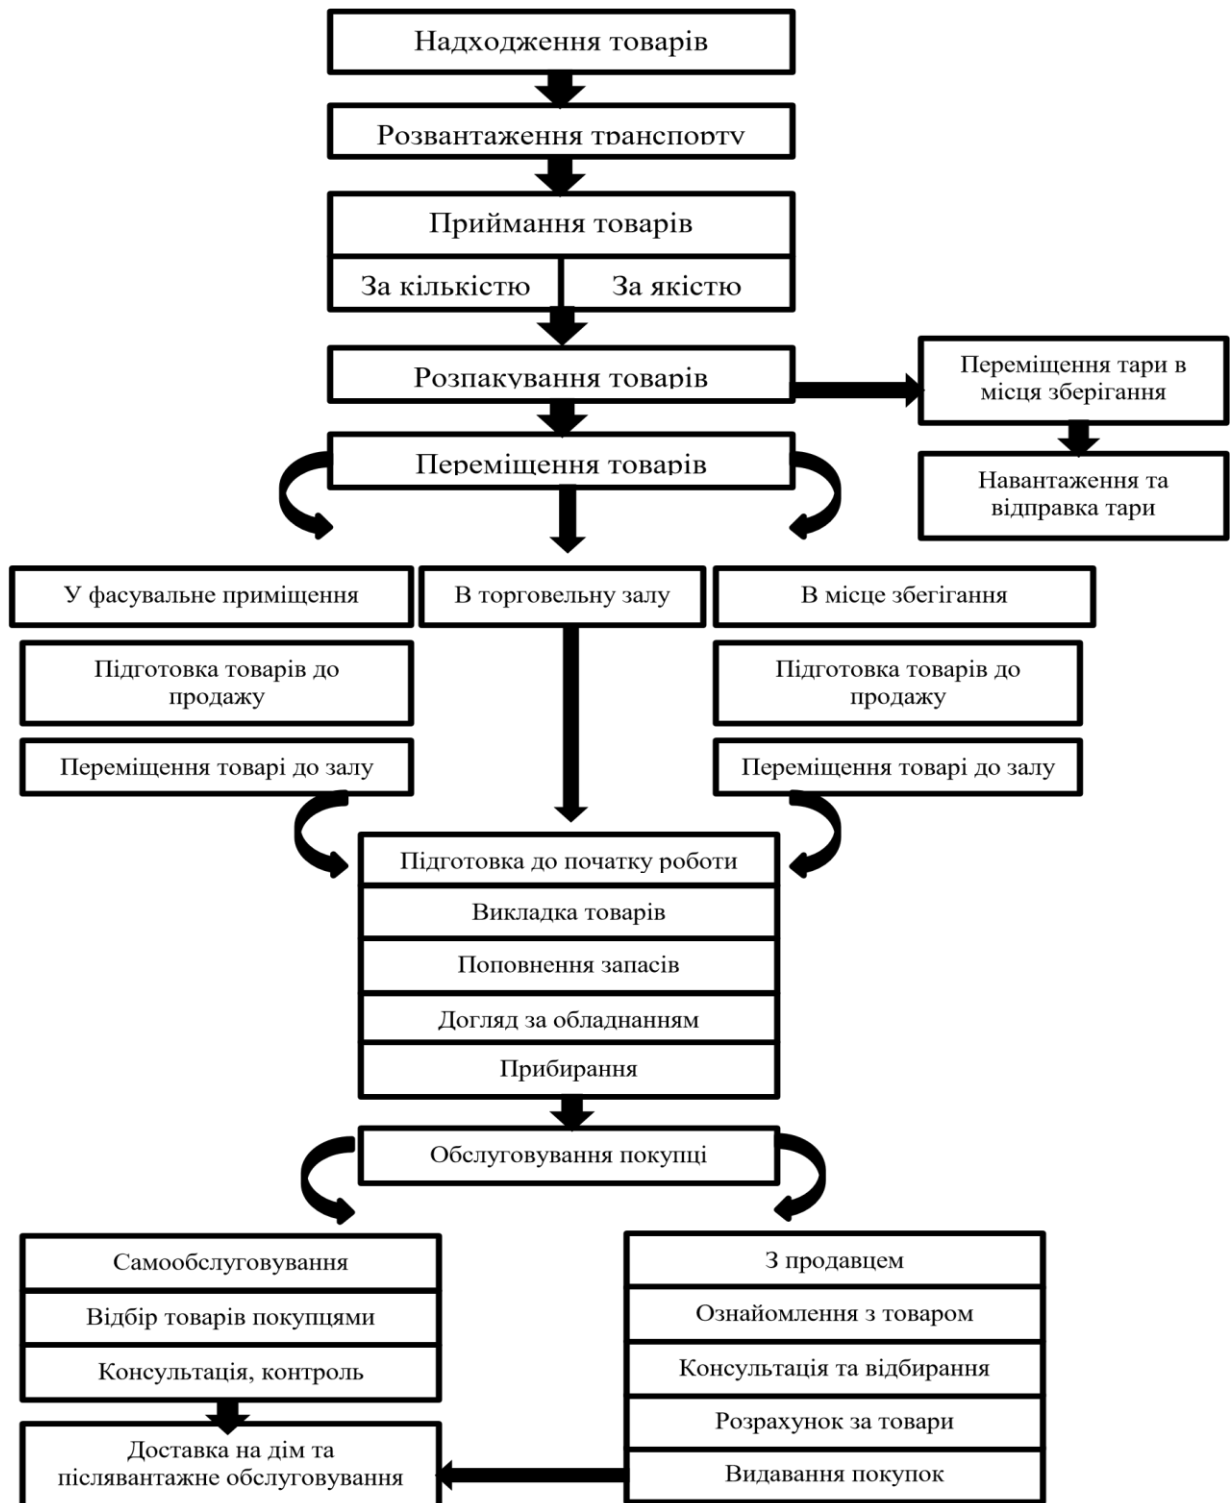 Надходження товарів
Розвантаження транспорту
Приймання товарів
За кількістю
За якістю
Розпакування товарів
Переміщення тари в
місця зберігання
Переміщення товарів
Навантаження та
відправка тари
У фасувальне приміщення
В торговельну залу
В місце збегігання
Підготовка товарів до
продажу
Підготовка товарів до
продажу
Переміщення товарі до залу
Переміщення товарі до залу
Підготовка до початку роботи
Викладка товарів
Поповнення запасів
Догляд за обладнанням
Прибирання
Обслуговування покупці
Самообслуговування
Відбір товарів покупцями
Консультація, контроль
Доставка на дім та
післявантажне обслуговування
З продавцем
Ознайомлення з товаром
Консультація та відбирання
Розрахунок за товари
Видавання покупок